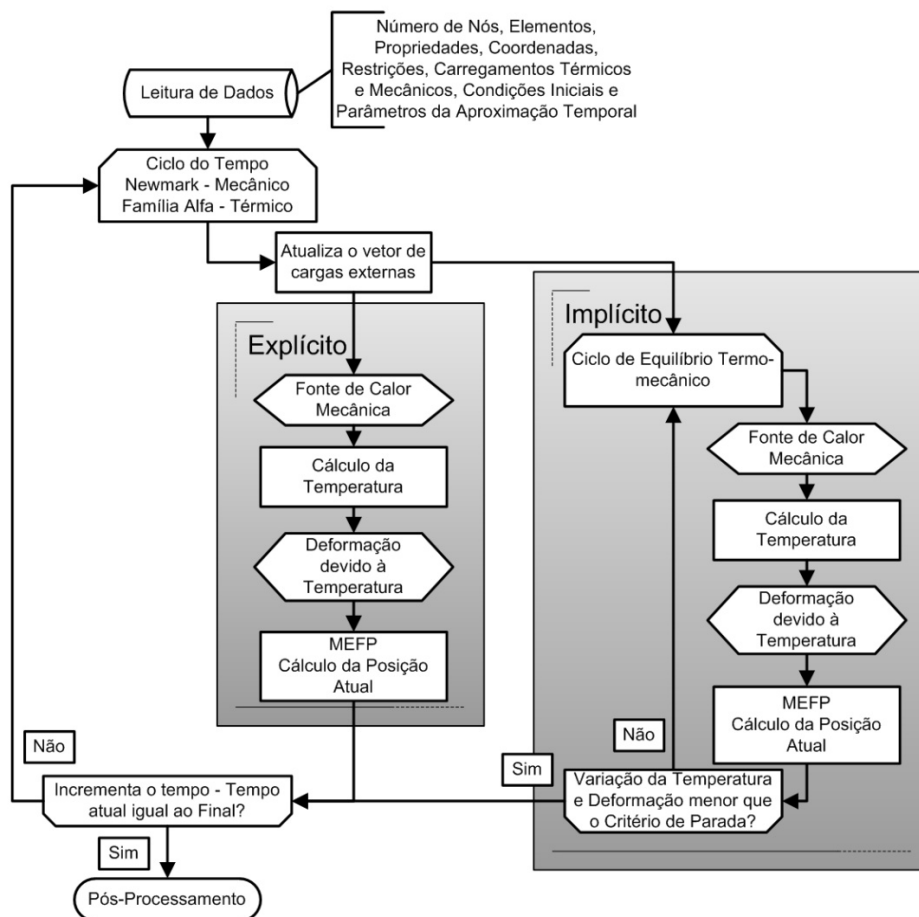 Número de Nós, Elementos,
Propriedades, Coordenadas,
Restrições, Carregamentos Térmicos
e Mecânicos, Condições Iniciais e
Parâmetros da Aproximação Temporal
Leitura de Dados
Ciclo do Tempo
Newmark - Mecânico
Família Alfa - Térmico
Atualiza o vetor de
cargas externas
Explícito
Fonte de Calor
Mecânica
Cálculo da
Temperatura
Deformação
devido à
Temperatura
MEFP
Cálculo da Posição
Atual
Implícito
Ciclo de Equilíbrio Termo-
mecânico
Fonte de Calor
Mecânica
Cálculo da
Temperatura
Deformação
devido à
Temperatura
MEFP
Cálculo da Posição
Atual
Não
Variação da Temperatura
e Deformação menor que
o Critério de Parada?
Sim
Não
Incrementa o tempo - Tempo
atual igual ao Final?
Sim
Pós-Processamento